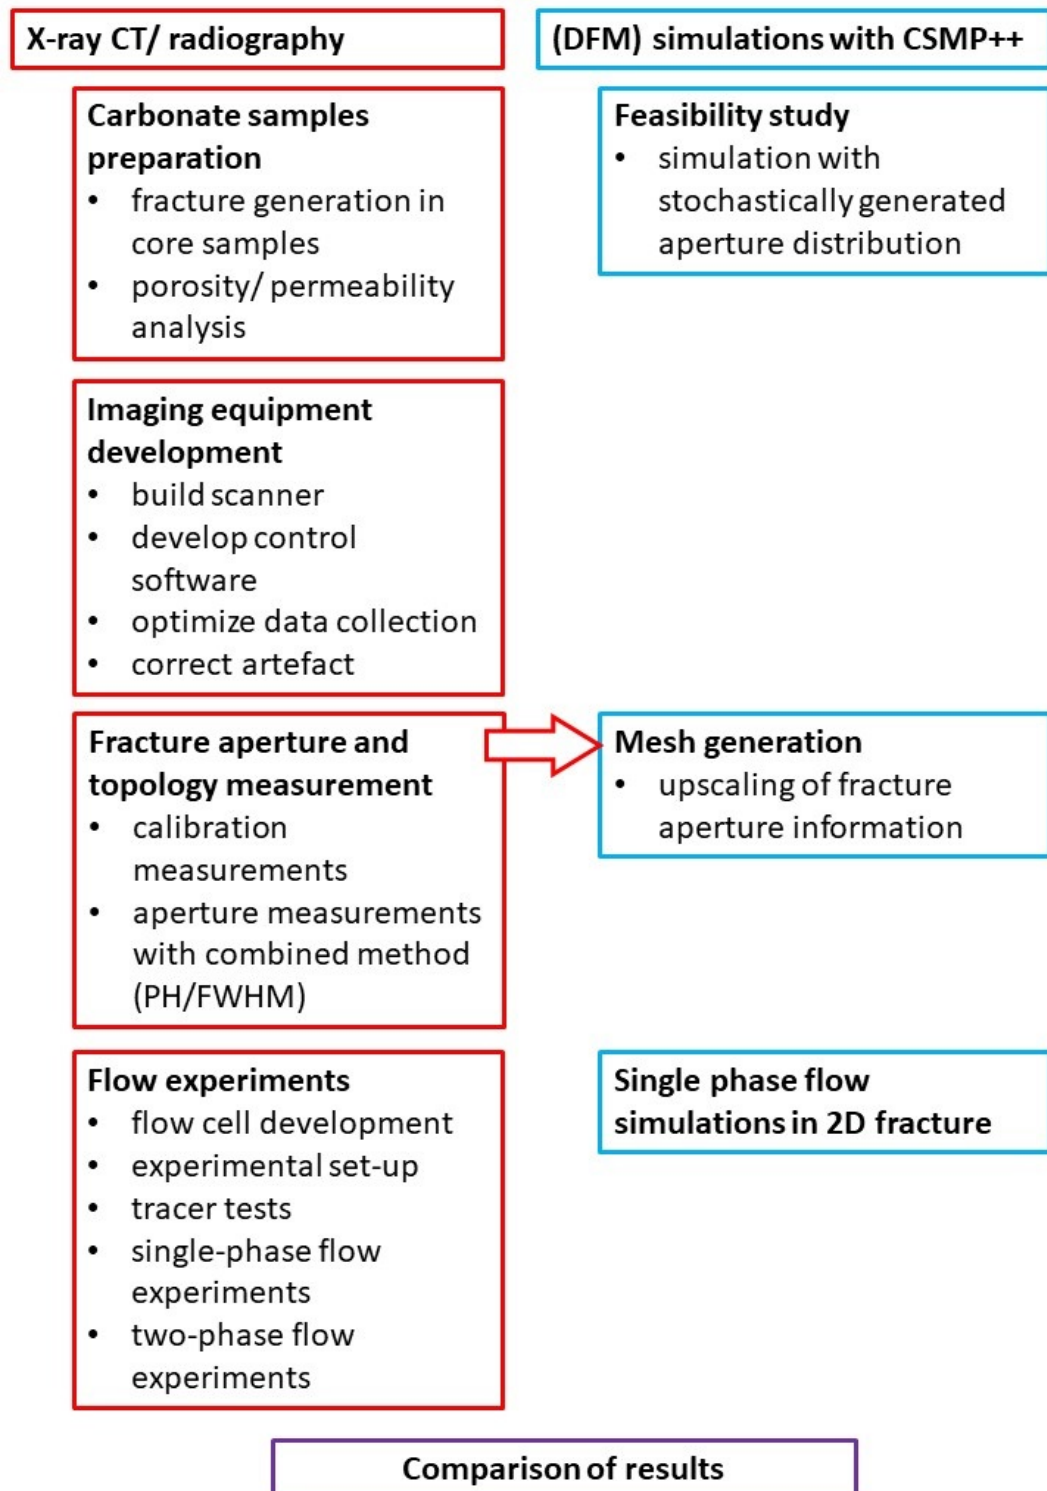 X-ray CT/ radiography
Carbonate samples
preparation
• fracture generation in
core samples
• porosity/ permeability
analysis
Imaging equipment
development
• build scanner
• develop control
software
• optimize data collection
• correct artefact
Fracture aperture and
topology measurement
• calibration
measurements
• aperture measurements
with combined method
(PH/FWHM)
Flow experiments
• flow cell development
• experimental set-up
• tracer tests
• single-phase flow
experiments
• two-phase flow
experiments
(DFM) simulations with CSMP++
Feasibility study
• simulation with
stochastically generated
aperture distribution
Mesh generation
• upscaling of fracture
aperture information
Single phase flow
simulations in 2D fracture
Comparison of results